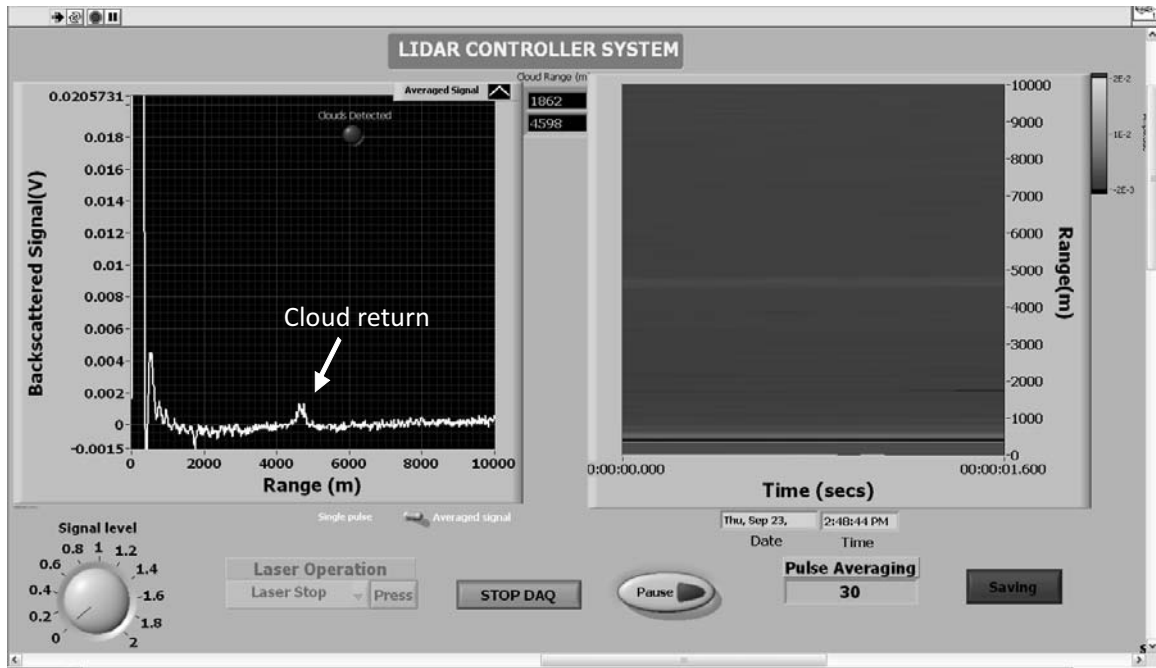 LIDAR CONTROLLER SYSTEM
Averaged Signal
Cloud Range (m
1862
4598
Clouds Detected
0.0205731
0.018
0.016
0.014
0.012
0.01
0.008
0.006
0.004
0.002
0
-0.0015
Backscattered Signal(V)
Cloud return
0 2000 4000 6000 8000 10000
Range (m)
10000
9000
8000
7000
6000
5000
4000
3000
2000
1000
0
Range(m)
2E-2
1E-2
-2E-3
0:00:00.000 00:00:01.600
Time (secs)
Single pulse Averaged signal
Thu, Sep 23, 2:48:44 PM
Date Time
Signal level
0 0.2 0.4 0.6 0.8 1 1.2 1.4 1.6 1.8 2
Laser Operation
Laser Stop Press
STOP DAQ
Pause
Pulse Averaging
30
Saving